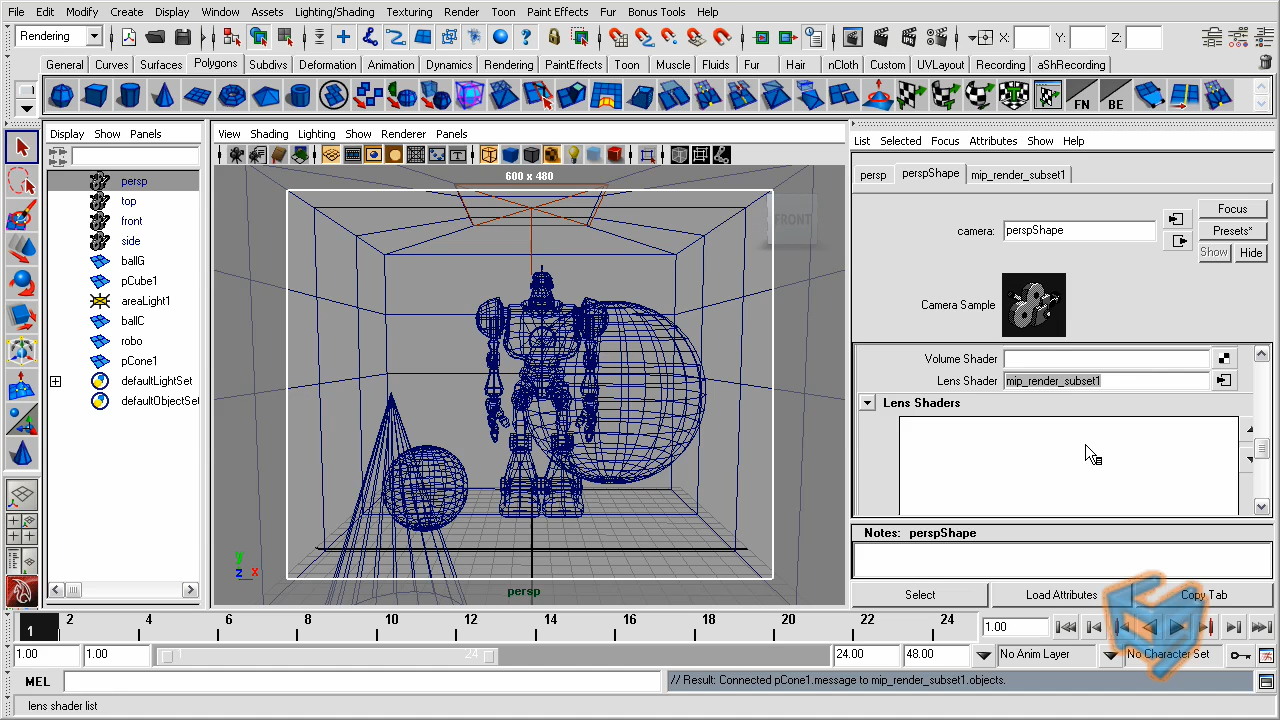 File Edit Modify Create Display Window Assets Lighting/Shading Texturing Render Toon Paint Effects Fur Bonus Tools Help
Rendering X: Y: Z:
General Curves Surfaces Polygons Subdivs Deformation Animation Dynamics Rendering PaintEffects Toon Muscle Fluids Fur Hair nCloth Custom UVLayout Recording ashRecording
FN BE
Display Show Panels
View Shading Lighting Show Renderer Panels
List Selected Focus Attributes Show Help
persp
top
front
side
ballG
pCube1
areaLight1
ballC
robo
pCone1
defaultLightSet
defaultObjectSet
600 x 480
FRONT
y
z x
persp
persp perspShape mip_render_subset1
camera: perspShape
Focus
Presets*
Show Hide
Camera Sample
Volume Shader
Lens Shader mip_render_subset1
Lens Shaders
Notes: perspShape
Select Load Attributes Copy Tab
1 2 4 6 8 10 12 14 16 18 20 22 24 1.00
1.00 1.00 24 24.00 48.00 No Anim Layer No Character Set
MEL // Result: Connected pCone1.message to mip_render_subset1.objects.
lens shader list